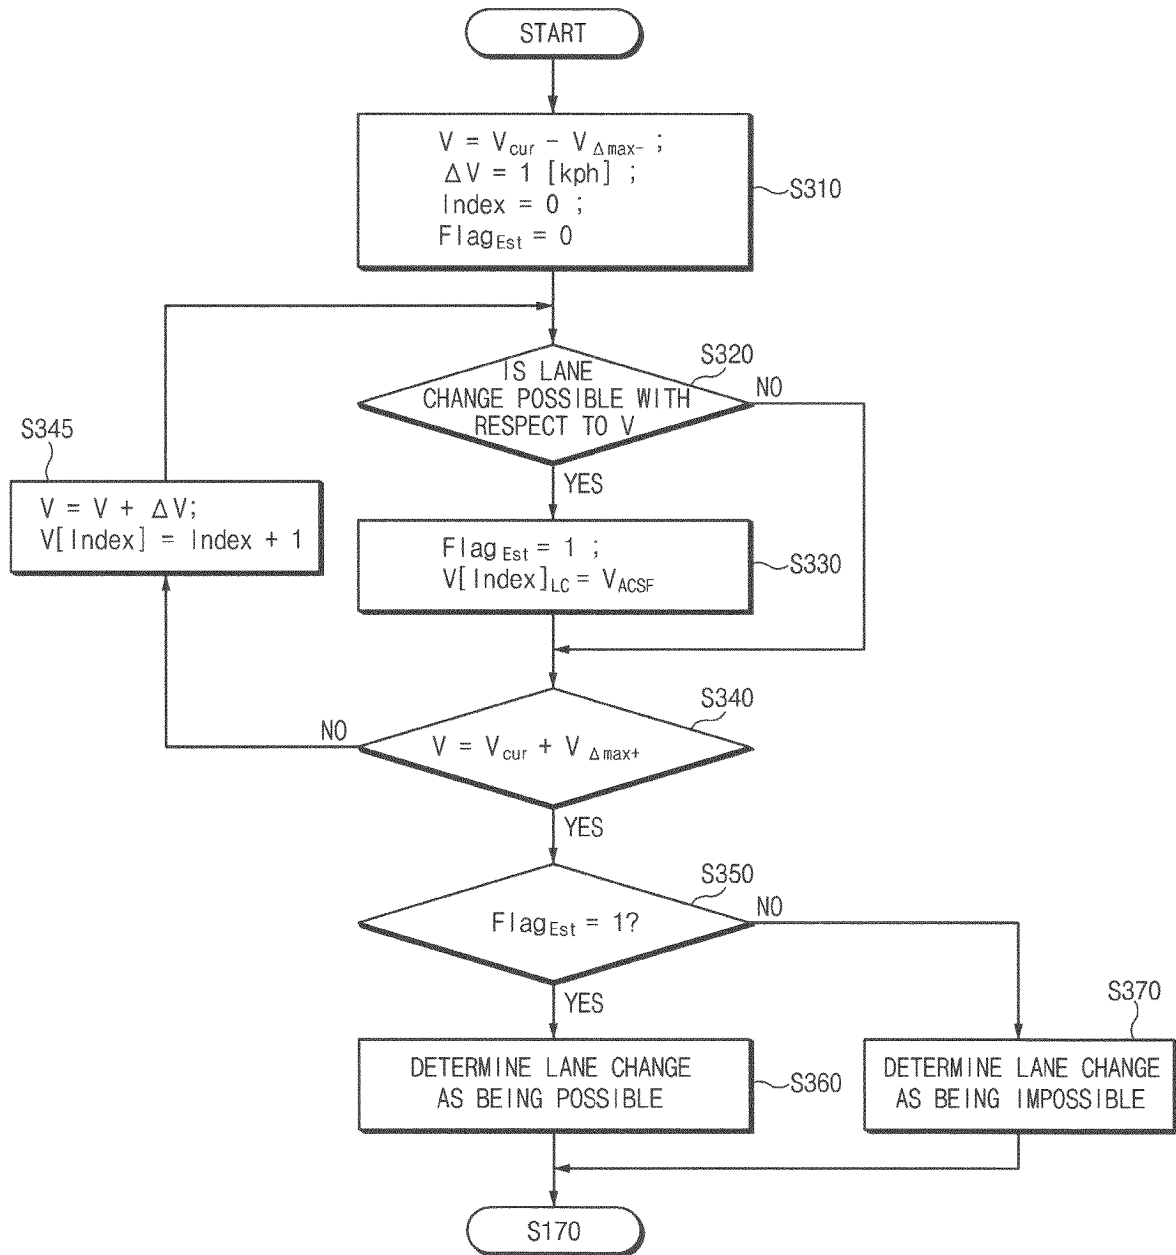 START
V = Vcur - VΔmax- ;
ΔV = 1 [kph] ;
Index = 0 ;
FlagEst = 0
S310
S320
IS LANE
CHANGE POSSIBLE WITH
RESPECT TO V
NO
YES
S345
V = V + ΔV;
V[Index] = Index + 1
FlagEst = 1 ;
V[Index]LC = VACSF
S330
S340
V = Vcur + VΔmax+
NO
YES
S350
FlagEst = 1?
NO
YES
S370
DETERMINE LANE CHANGE
AS BEING POSSIBLE
S360
DETERMINE LANE CHANGE
AS BEING IMPOSSIBLE
S170